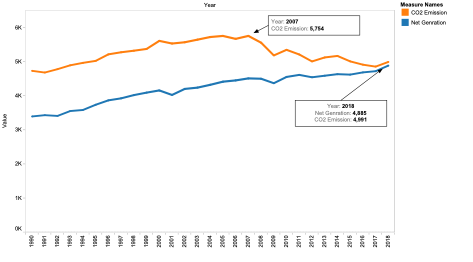 Year
Measure Names
CO2 Emission
Net Genration
Year: 2007
CO2 Emission: 5,754
6K
5K
4K
3K
2K
1K
0K
Value
Year: 2018
Net Genration: 4,885
CO2 Emission: 4,991
1990
1991
1992
1993
1994
1995
1996
1997
1998
1999
2000
2001
2002
2003
2004
2005
2006
2007
2008
2009
2010
2011
2012
2013
2014
2015
2016
2017
2018